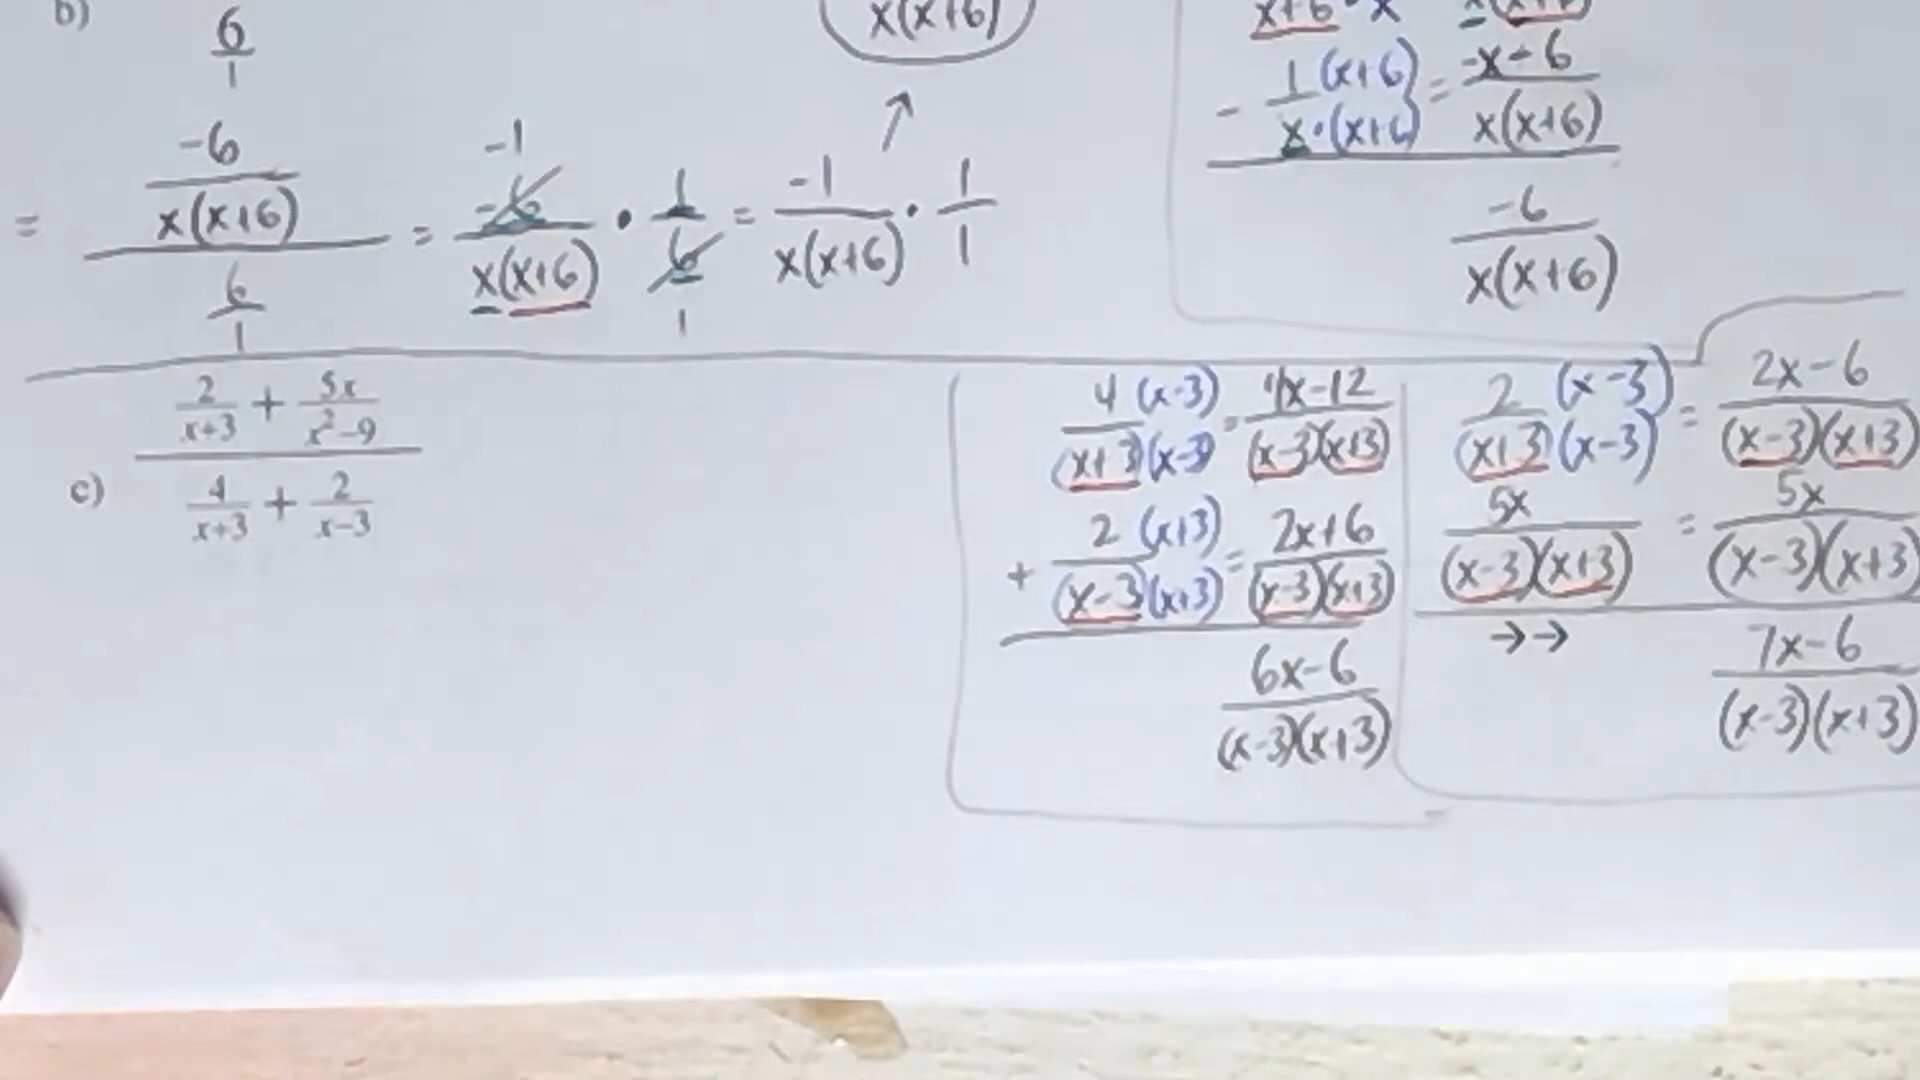 b)
6
1
x(x+6)
x+6 · x
- 1 (x+6) / x·(x+6) = -x-6 / x(x+6)
-6 / x(x+6)
= -6 / x(x+6) / 6/1 = -1 -6 / x(x+6) · 1 / 6 1 = -1 / x(x+6) · 1/1
c)
2/x+3 + 5x/x²-9
4/x+3 + 2/x-3
4 (x-3) / (x+3)(x-3) = 4x-12 / (x-3)(x+3)
+ 2 (x+3) / (x-3)(x+3) = 2x+6 / (x-3)(x+3)
6x-6 / (x-3)(x+3)
2 (x-3) / (x+3)(x-3) = 2x-6 / (x-3)(x+3)
5x / (x-3)(x+3) = 5x / (x-3)(x+3)
→→ 7x-6 / (x-3)(x+3)